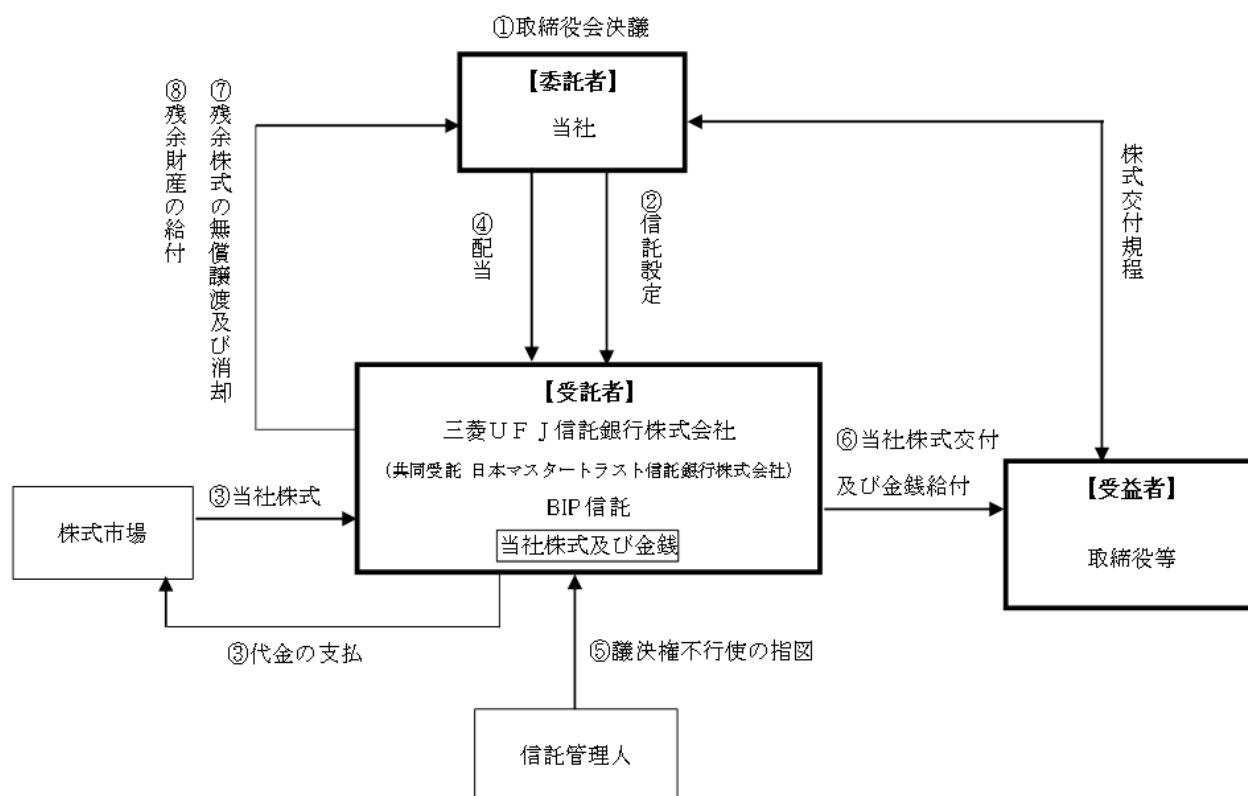 ①取締役会決議
【委託者】
当社
⑧残余財産の給付
⑦残余株式の無償譲渡及び消却
④配当
②信託設定
株式交付規程
【受託者】
三菱ＵＦＪ信託銀行株式会社
(共同受託 日本マスタートラスト信託銀行株式会社)
BIP信託
当社株式及び金銭
③当社株式
株式市場
⑥当社株式交付
及び金銭給付
【受益者】
取締役等
③代金の支払
⑤議決権不行使の指図
信託管理人